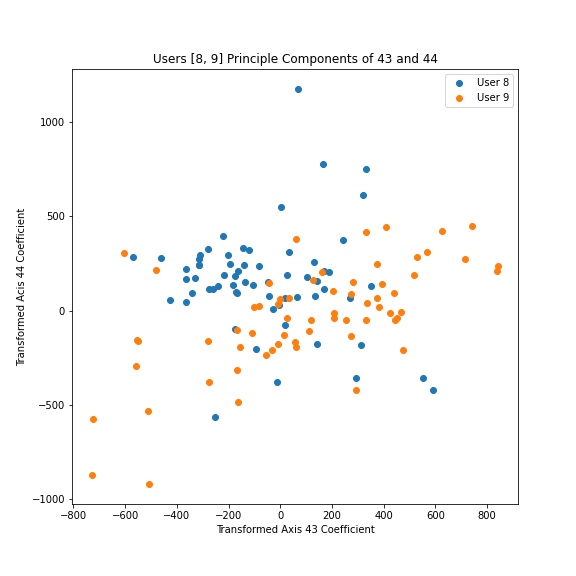 Users [8, 9] Principle Components of 43 and 44
User 8
User 9
Transformed Acis 44 Coefficient
1000
500
0
−500
−1000
−800
−600
−400
−200
0
200
400
600
800
Transformed Axis 43 Coefficient